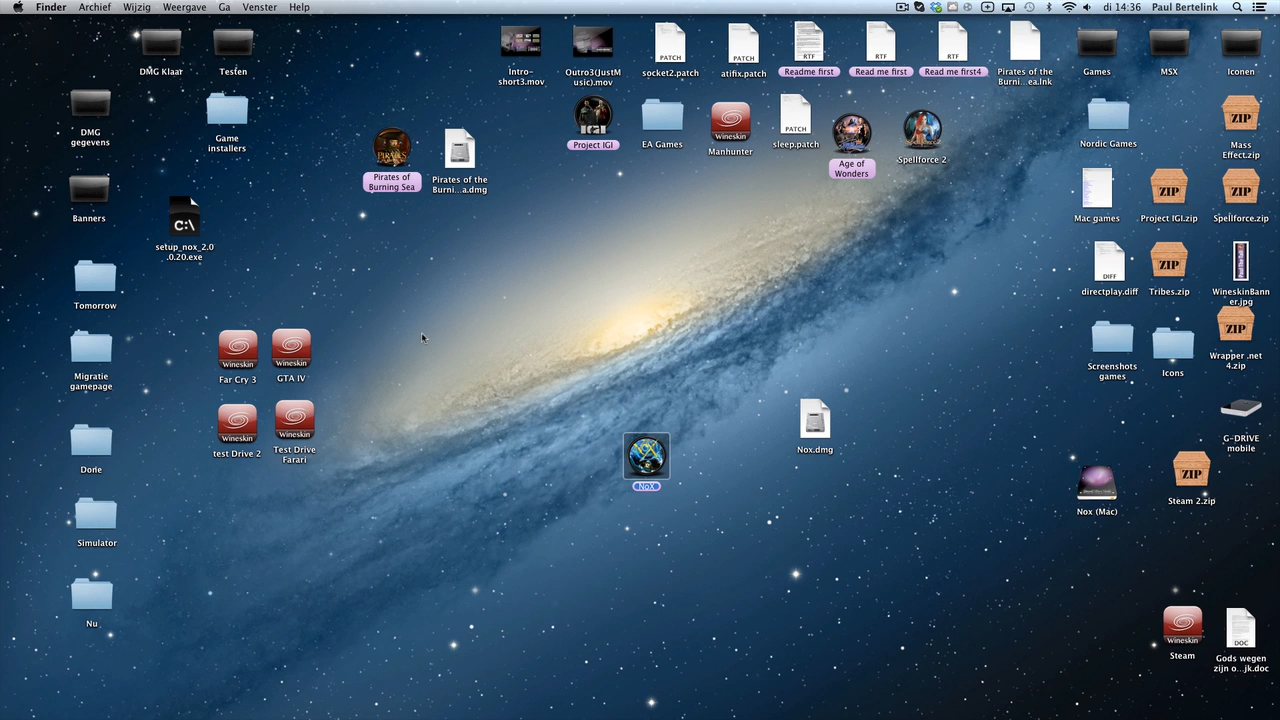 Finder Archief Wijzig Weergave Ga Venster Help
di 14:36 Paul Bertelink
DMG Klaar
Testen
Intro-
short3.mov
Outro3(JustM
usic).mov
PATCH
socket2.patch
PATCH
atifix.patch
RTF
Readme first
RTF
Read me first
RTF
Read me first4
Pirates of the
Burni...ea.lnk
Games
MSX
Iconen
DMG
gegevens
Game
installers
Pirates of
Burning Sea
Pirates of the
Burni...a.dmg
Project IGI
EA Games
Wineskin
Manhunter
PATCH
sleep.patch
Age of
Wonders
Spellforce 2
Nordic Games
ZIP
Mass
Effect.zip
Banners
C:\
setup_nox_2.0
.0.20.exe
Mac games
ZIP
Project IGI.zip
ZIP
Spellforce.zip
Tomorrow
DIFF
directplay.diff
ZIP
Tribes.zip
WineskinBann
er.jpg
Migratie
gamepage
Wineskin
Far Cry 3
Wineskin
GTA IV
Screenshots
games
Icons
ZIP
Wrapper .net
4.zip
Done
Wineskin
test Drive 2
Wineskin
Test Drive
Farari
NoX
Nox.dmg
G-DRIVE
mobile
Nox (Mac)
ZIP
Steam 2.zip
Simulator
Nu
Wineskin
Steam
DOC
Gods wegen
zijn o...jk.doc